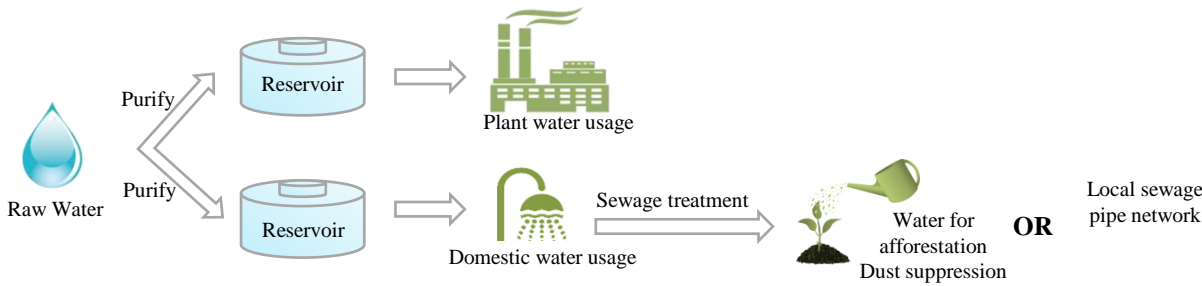 Purify
Reservoir
Plant water usage
Raw Water
Purify
Reservoir
Domestic water usage
Sewage treatment
Water for
afforestation
Dust suppression
OR
Local sewage
pipe network